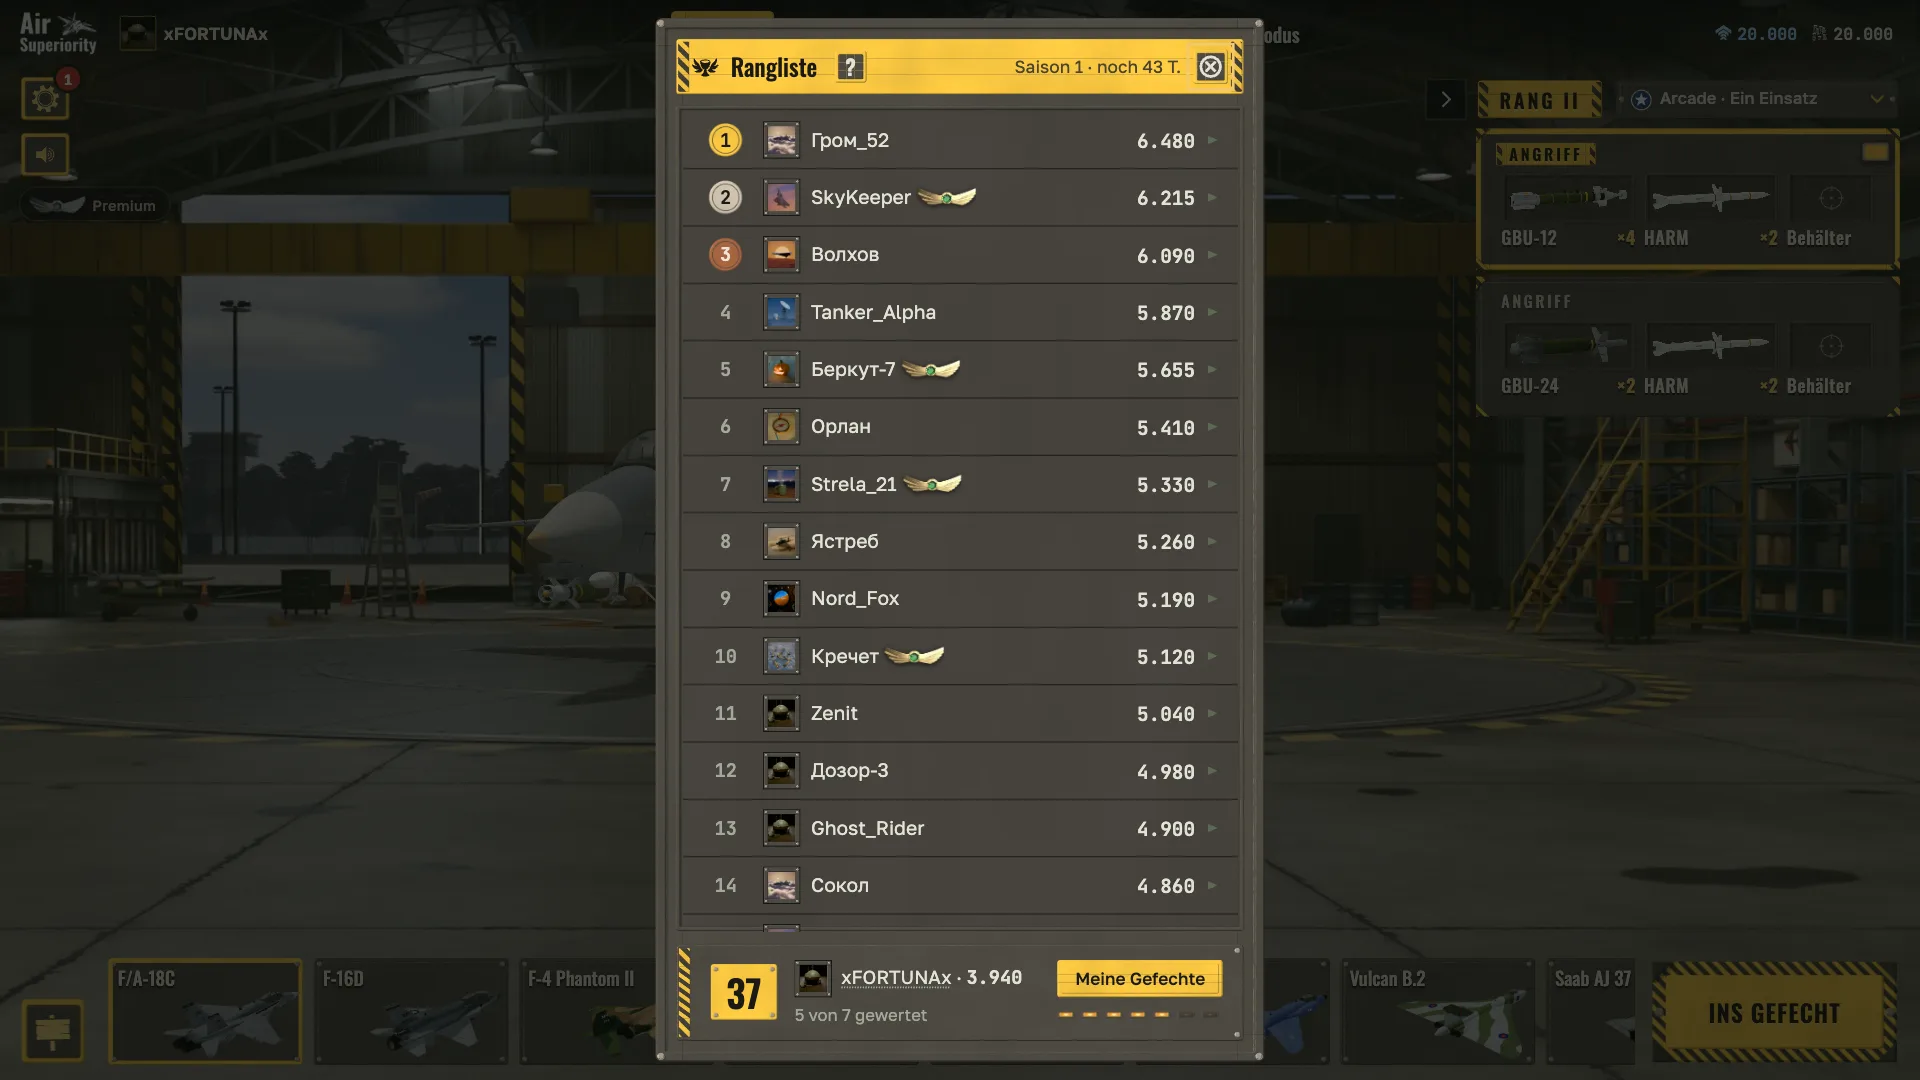 Air
Superiority
xFORTUNAx
odus
20.000
20.000
1
Premium
Rangliste
?
Saison 1 · noch 43 T.
1 Гром_52 6.480
2 SkyKeeper 6.215
3 Волхов 6.090
4 Tanker_Alpha 5.870
5 Беркут-7 5.655
6 Орлан 5.410
7 Strela_21 5.330
8 Ястреб 5.260
9 Nord_Fox 5.190
10 Кречет 5.120
11 Zenit 5.040
12 Дозор-3 4.980
13 Ghost_Rider 4.900
14 Сокол 4.860
37
xFORTUNAx · 3.940
5 von 7 gewertet
Meine Gefechte
RANG II
Arcade · Ein Einsatz
ANGRIFF
GBU-12 ×4 HARM ×2 Behälter
ANGRIFF
GBU-24 ×2 HARM ×2 Behälter
F/A-18C
F-16D
F-4 Phantom II
Vulcan B.2
Saab AJ 37
INS GEFECHT